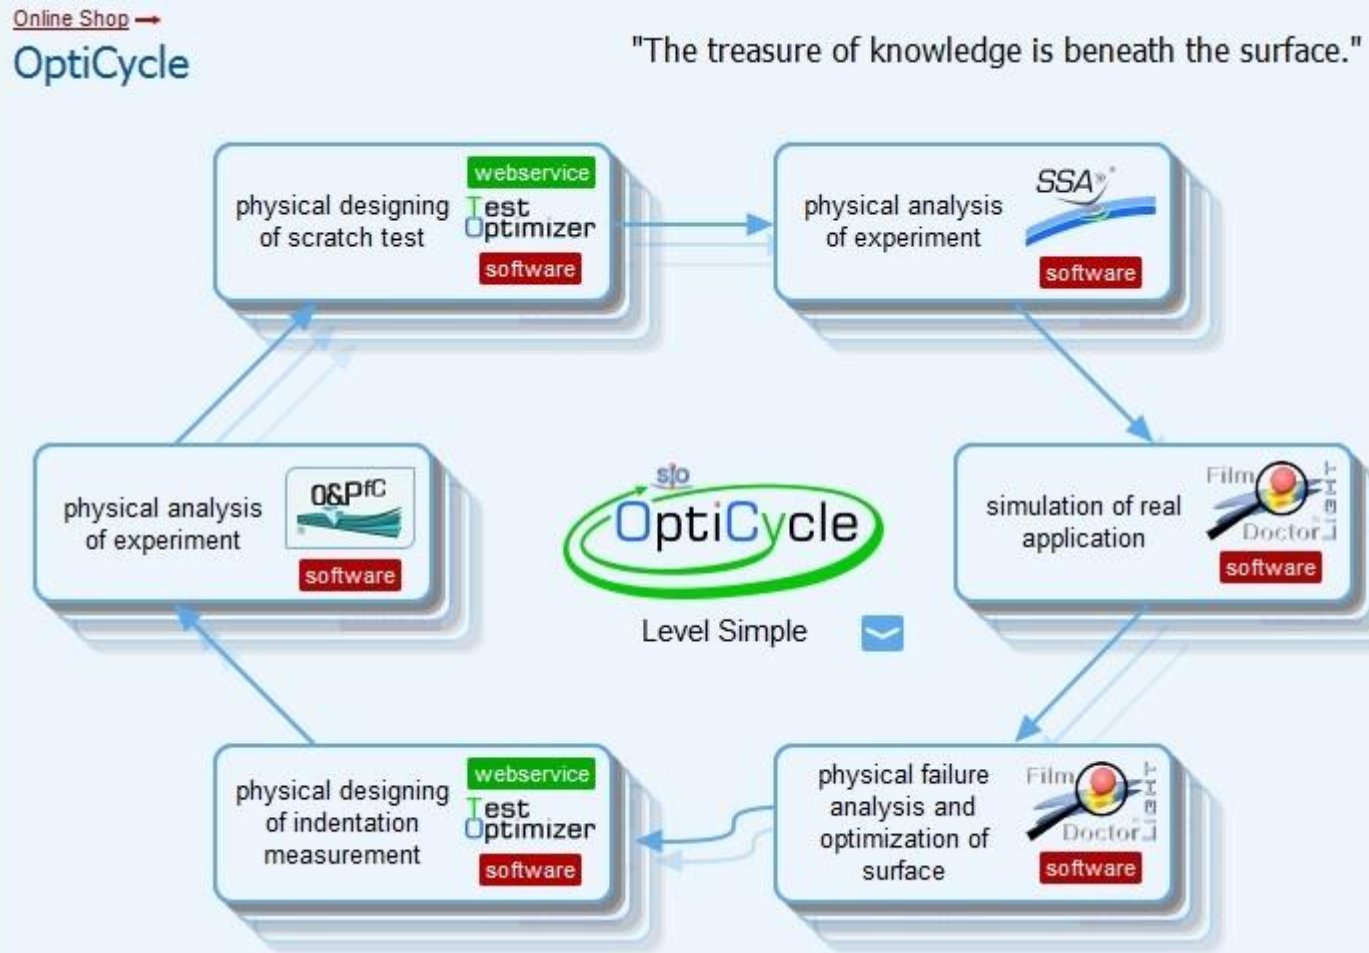 Online Shop
OptiCycle
"The treasure of knowledge is beneath the surface."
physical designing
of scratch test
webservice
Test
Optimizer
software
physical analysis
of experiment
SSA
software
physical analysis
of experiment
O&PfC
software
sio
OptiCycle
Level Simple
simulation of real
application
Film
Doctor
LIGHT
software
physical designing
of indentation
measurement
webservice
Test
Optimizer
software
physical failure
analysis and
optimization of
surface
Film
Doctor
LIGHT
software